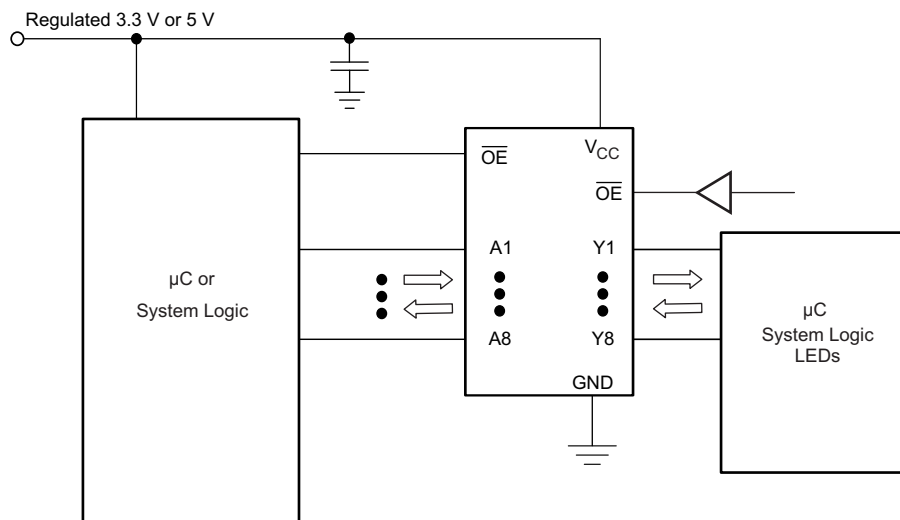 Regulated 3.3 V or 5 V
OE
VCC
OE
A1
Y1
µC or
System Logic
A8
Y8
µC
System Logic
LEDs
GND